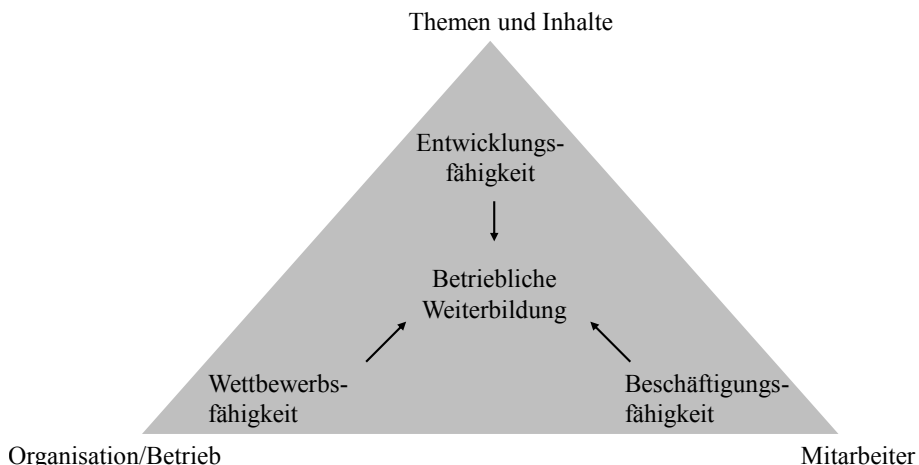 Themen und Inhalte
Entwicklungs-
fähigkeit
Betriebliche
Weiterbildung
Wettbewerbs-
fähigkeit
Beschäftigungs-
fähigkeit
Organisation/Betrieb
Mitarbeiter